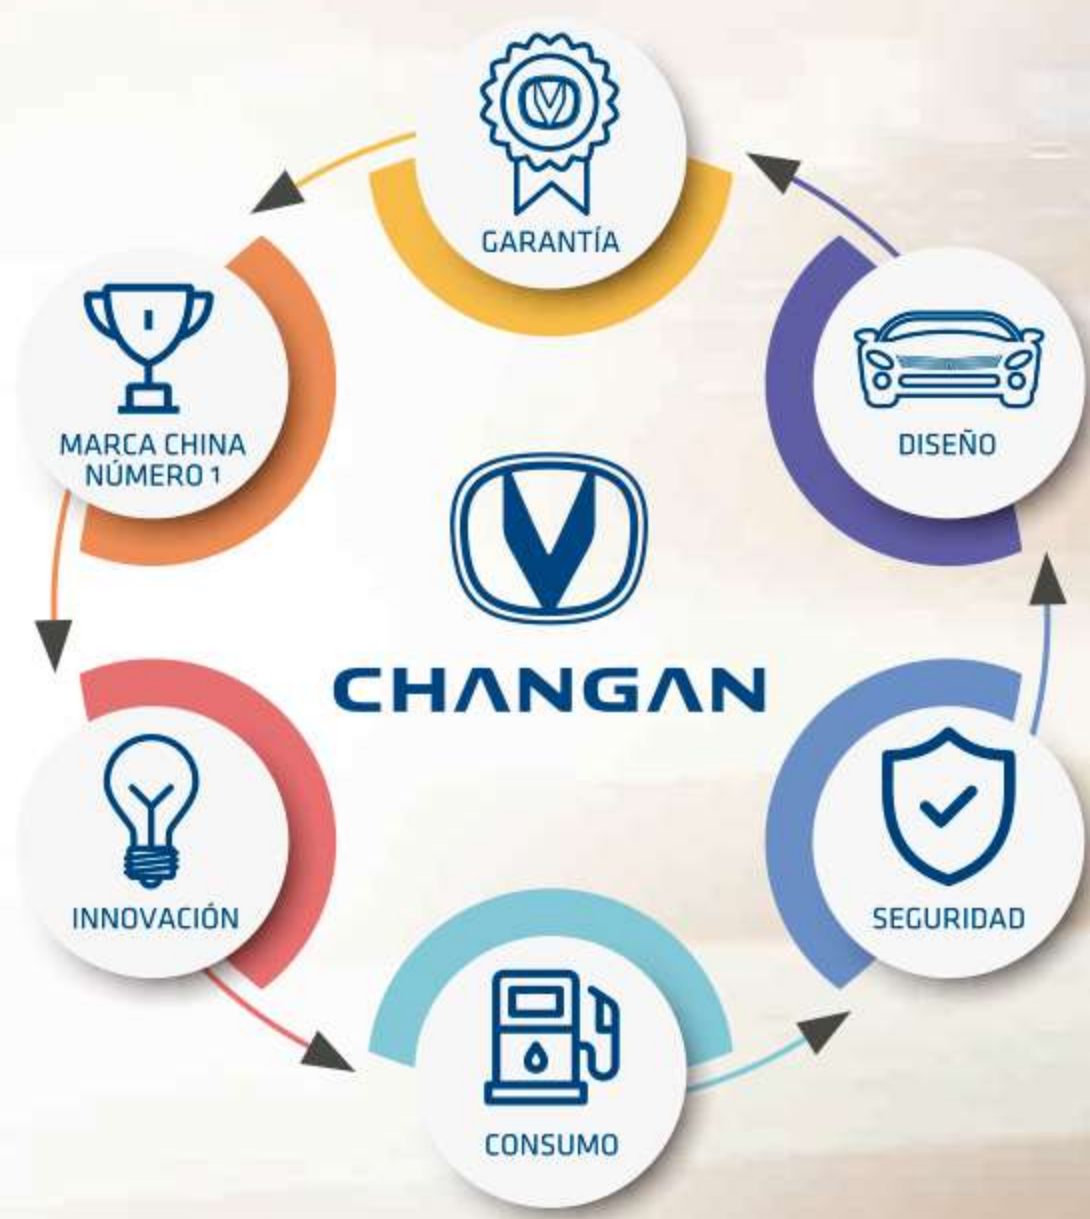 GARANTÍA
MARCA CHINA
NÚMERO 1
DISEÑO
CHANGAN
INNOVACIÓN
SEGURIDAD
CONSUMO